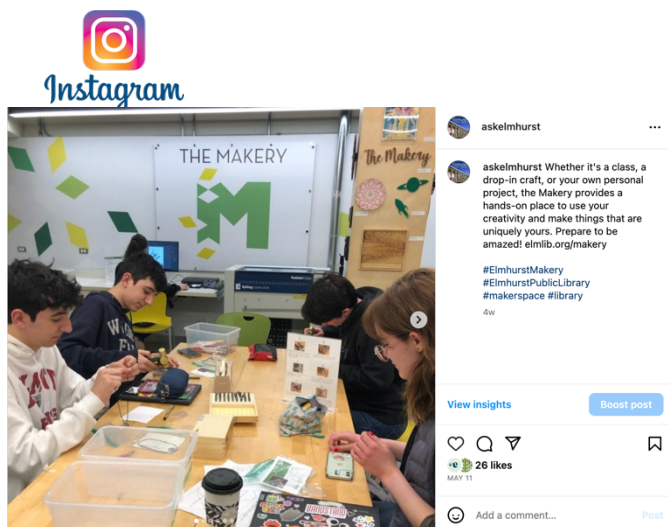 Instagram
THE MAKERY
The Makery
askelmhurst
askelmhurst Whether it's a class, a
drop-in craft, or your own personal
project, the Makery provides a
hands-on place to use your
creativity and make things that are
uniquely yours. Prepare to be
amazed! elmlib.org/makery
#ElmhurstMakery
#ElmhurstPublicLibrary
#makerspace #library
4w
View insights
Boost post
26 likes
MAY 11
Add a comment...
Post